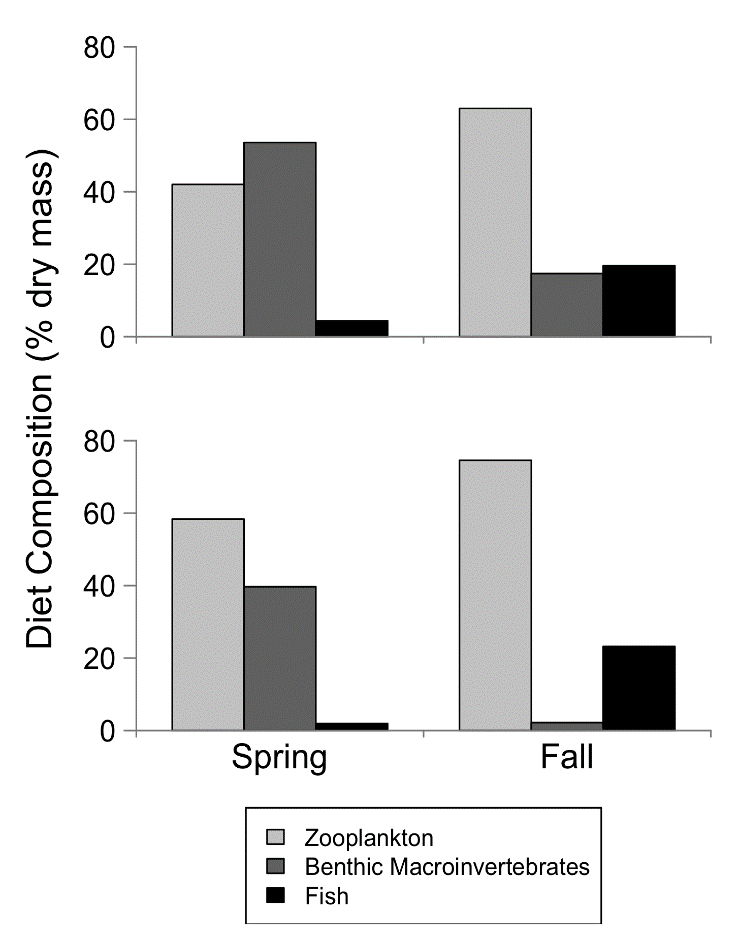 Diet Composition (% dry mass)
80
60
40
20
0
80
60
40
20
0
Spring Fall
Zooplankton
Benthic Macroinvertebrates
Fish